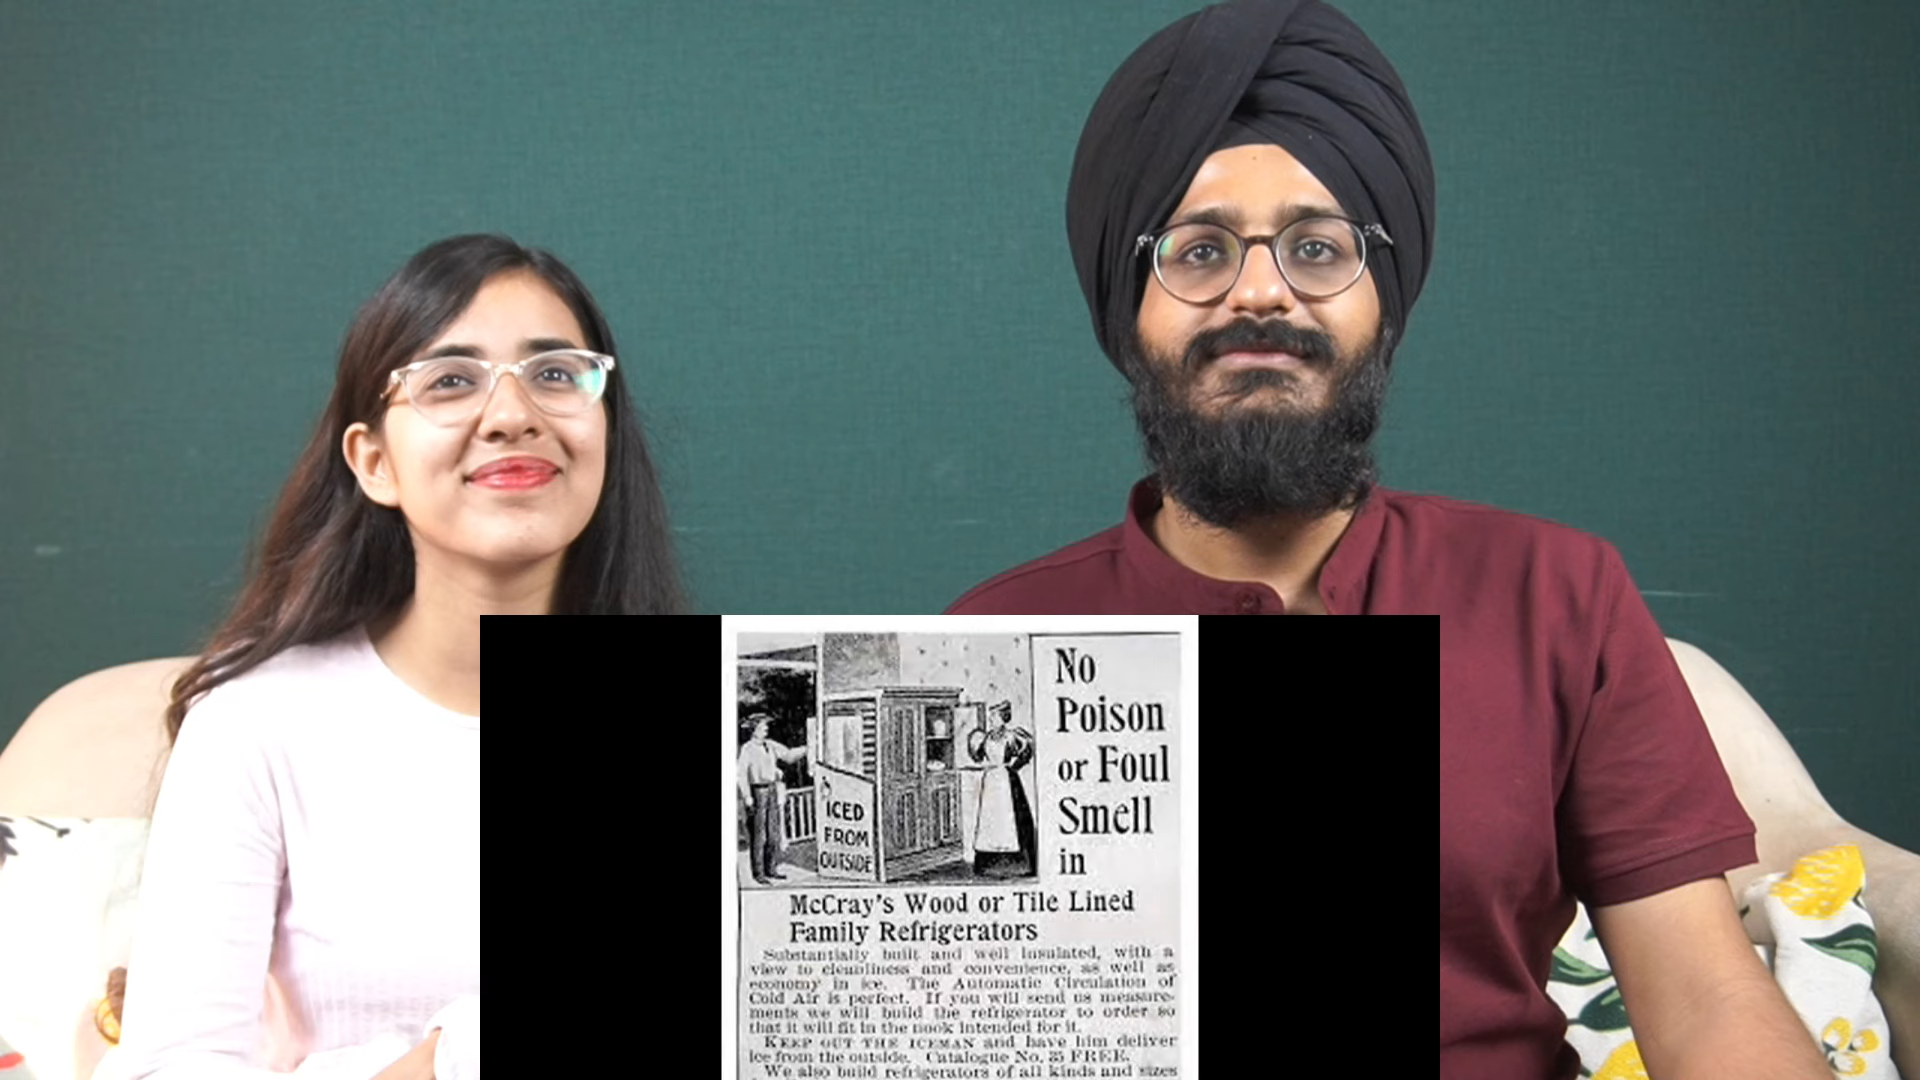 No
Poison
or Foul
Smell
in
ICED
FROM
OUTSIDE
McCray's Wood or Tile Lined
Family Refrigerators
Substantially built and well insulated, with a
view to cleanliness and convenience, as well as
economy in ice. The Automatic Circulation of
Cold Air is perfect. If you will send us measure-
ments we will build the refrigerator to order so
that it will fit in the nook intended for it.
KEEP OUT THE ICEMAN and have him deliver
ice from the outside. Catalogue No. 35 FREE.
We also build refrigerators of all kinds and sizes